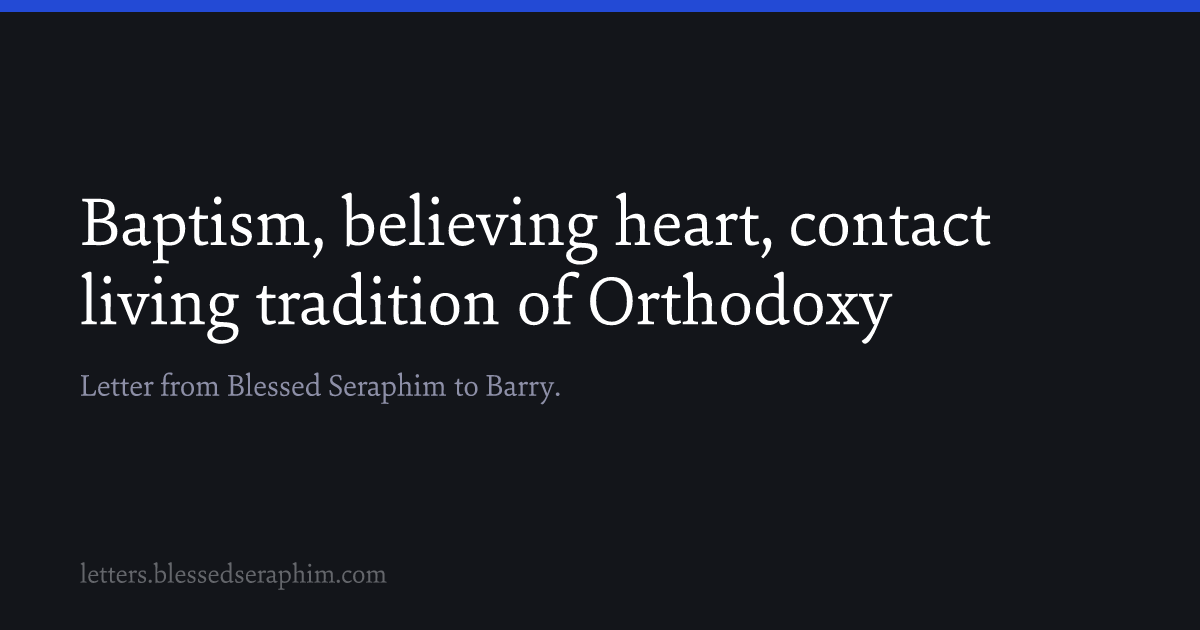 Baptism, believing heart, contact
living tradition of Orthodoxy
Letter from Blessed Seraphim to Barry.
letters.blessedseraphim.com